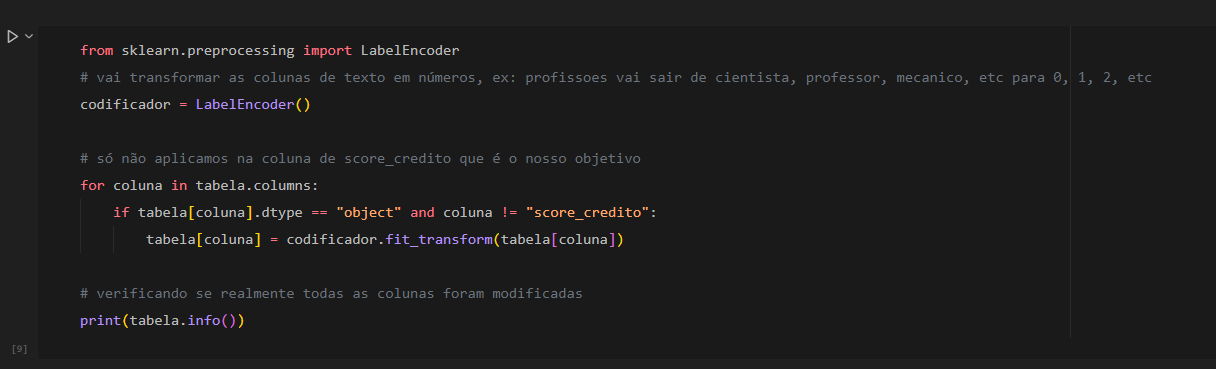 from sklearn.preprocessing import LabelEncoder
# vai transformar as colunas de texto em números, ex: profissoes vai sair de cientista, professor, mecanico, etc para 0, 1, 2, etc
codificador = LabelEncoder()
# só não aplicamos na coluna de score_credito que é o nosso objetivo
for coluna in tabela.columns:
if tabela[coluna].dtype == "object" and coluna != "score_credito":
tabela[coluna] = codificador.fit_transform(tabela[coluna])
# verificando se realmente todas as colunas foram modificadas
print(tabela.info())
[9]